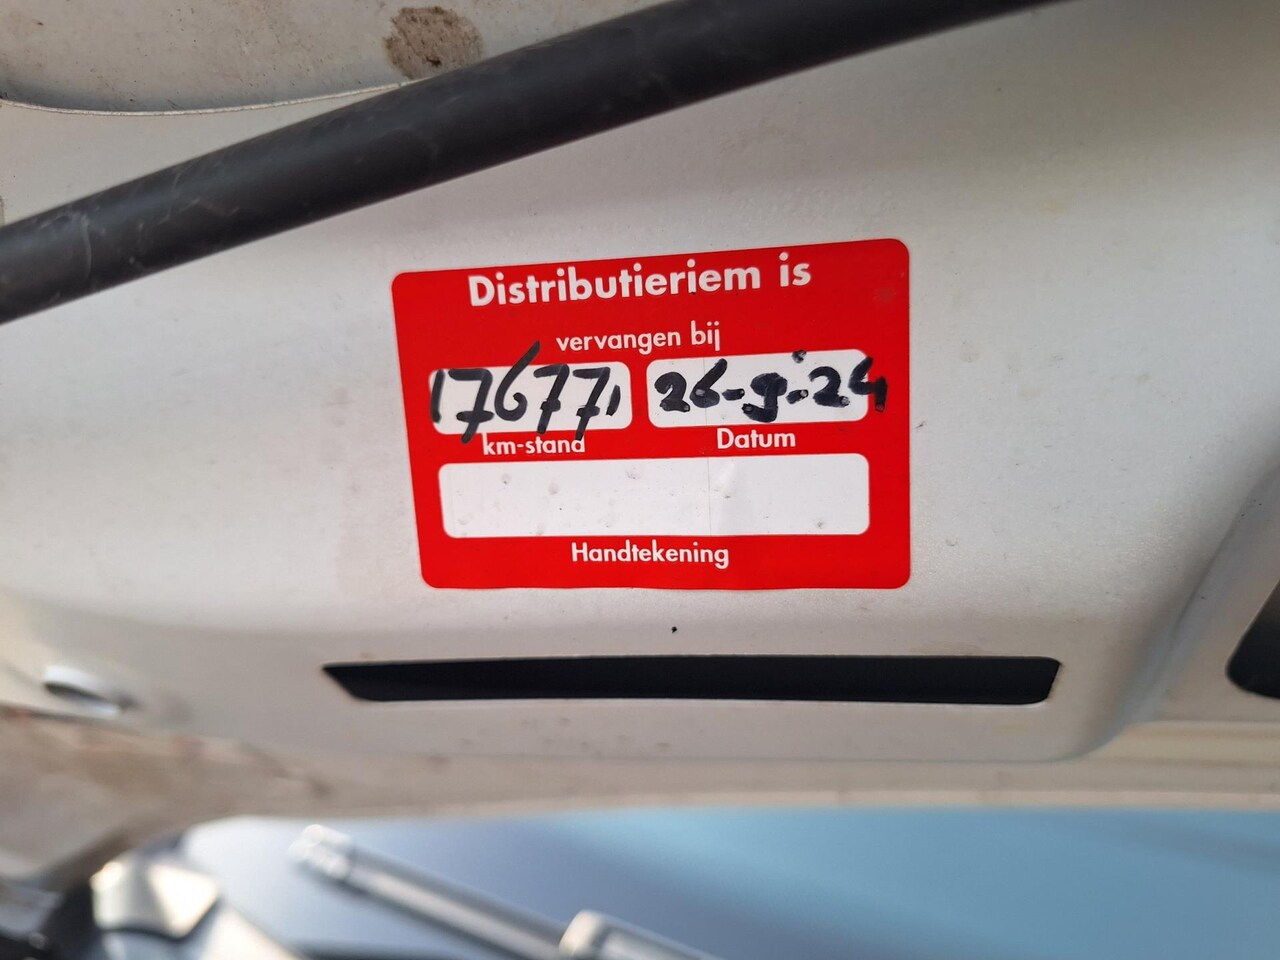 Distributieriem is
vervangen bij
176771 26-9-24
km-stand Datum
Handtekening